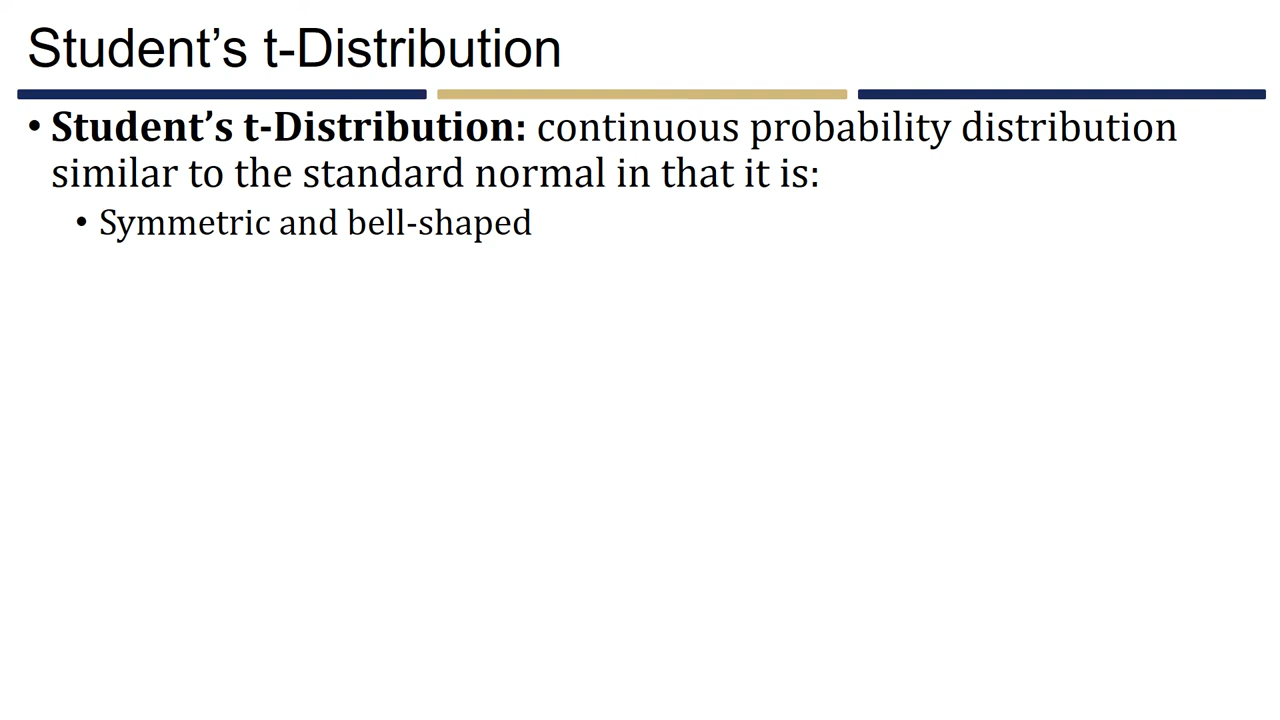 Student’s t-Distribution
• Student’s t-Distribution: continuous probability distribution
similar to the standard normal in that it is:
• Symmetric and bell-shaped